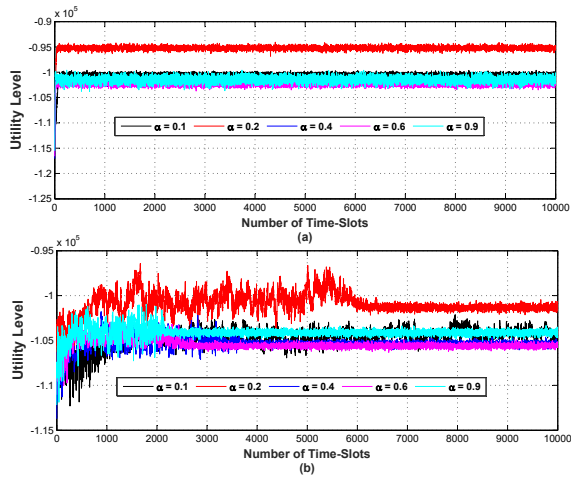 x 10^5
-0.9
-0.95
-1
-1.05
-1.1
-1.15
-1.2
-1.25
Utility Level
α = 0.1 α = 0.2 α = 0.4 α = 0.6 α = 0.9
0 1000 2000 3000 4000 5000 6000 7000 8000 9000 10000
Number of Time-Slots
(a)
x 10^5
-0.95
-1
-1.05
-1.1
-1.15
Utility Level
α = 0.1 α = 0.2 α = 0.4 α = 0.6 α = 0.9
0 1000 2000 3000 4000 5000 6000 7000 8000 9000 10000
Number of Time-Slots
(b)